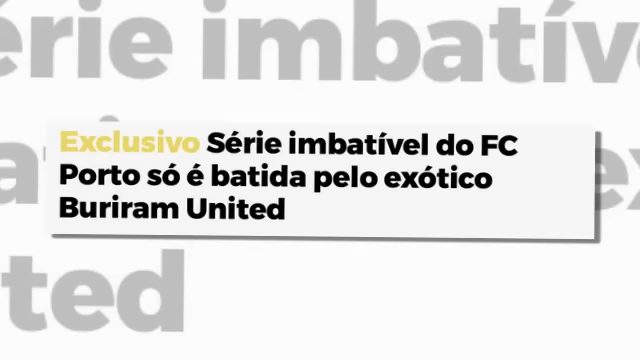 Exclusivo Série imbatível do FC
Porto só é batida pelo exótico
Buriram United